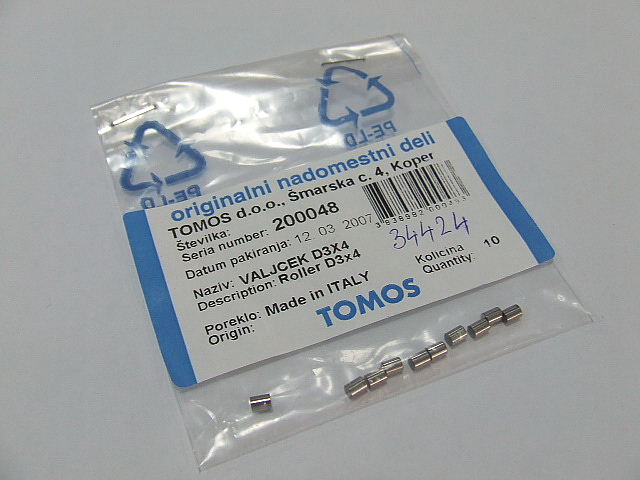 PE-LD
PE-LD
originalni nadomestni deli
TOMOS d.o.o., Šmarska c. 4, Koper
Številka:
Seria number: 200048
Datum pakiranja: 12 03 2007
34424
Naziv: VALJCEK D3X4
Description: Roller D3x4
Kolicina
Quantity: 10
Poreklo: Made in ITALY
Origin:
TOMOS